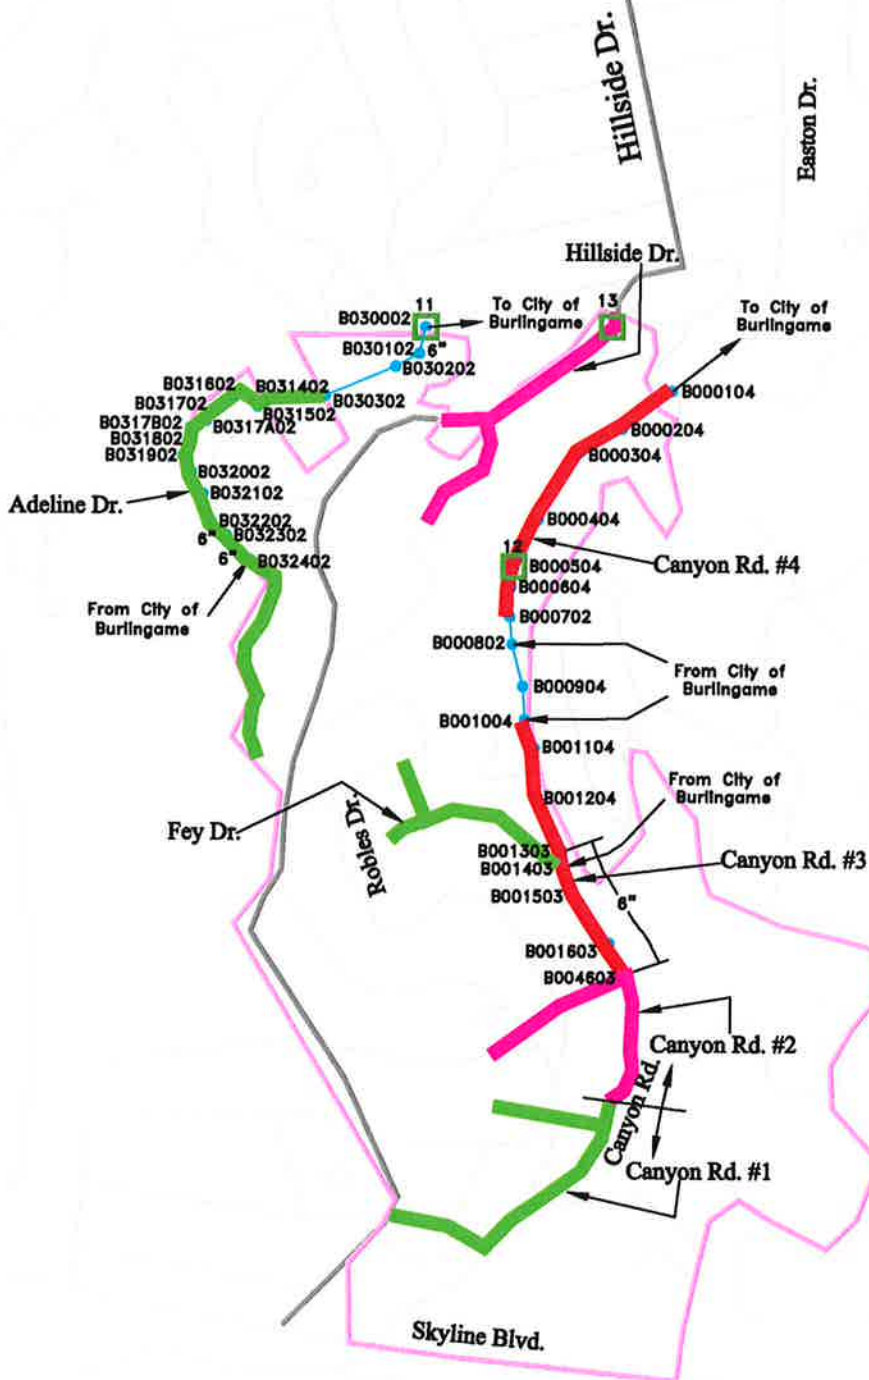 Hillside Dr.
Easton Dr.
Hillside Dr.
11
To City of
Burlingame
13
To City of
Burlingame
B030002
B030102
6"
B030202
B000104
B031602
B031402
B030302
B031702
B031502
B0317B02
B0317A02
B000204
B031802
B000304
B031902
B032002
B032102
Adeline Dr.
B032202
B000404
6"
B032302
12
6"
B032402
B000504
Canyon Rd. #4
B000604
From City of
Burlingame
B000702
B000802
From City of
Burlingame
B000904
B001004
B001104
From City of
Burlingame
B001204
Robles Dr.
Fey Dr.
B001303
B001403
Canyon Rd. #3
B001503
6"
B001603
B004603
Canyon Rd. #2
Canyon Rd.
Canyon Rd. #1
Skyline Blvd.